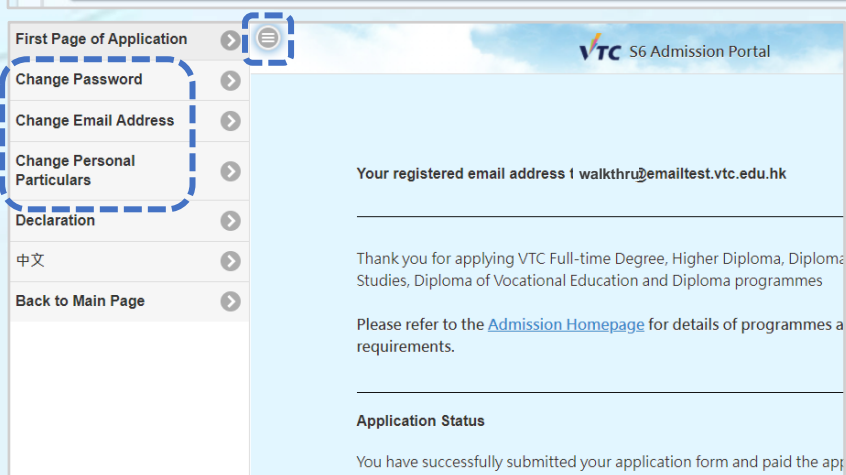 First Page of Application
Change Password
Change Email Address
Change Personal
Particulars
Declaration
中文
Back to Main Page
VTC S6 Admission Portal
Your registered email address walkthru@emailtest.vtc.edu.hk
Thank you for applying VTC Full-time Degree, Higher Diploma, Diploma
Studies, Diploma of Vocational Education and Diploma programmes
Please refer to the Admission Homepage for details of programmes a
requirements.
Application Status
You have successfully submitted your application form and paid the app